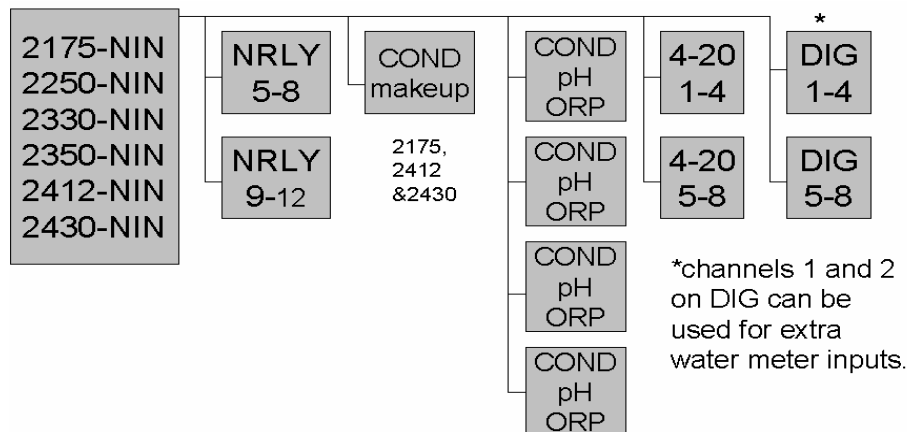 2175-NIN
2250-NIN
2330-NIN
2350-NIN
2412-NIN
2430-NIN
NRLY
5-8
NRLY
9-12
COND
makeup
2175,
2412
&2430
COND
pH
ORP
COND
pH
ORP
COND
pH
ORP
COND
pH
ORP
4-20
1-4
4-20
5-8
*
DIG
1-4
DIG
5-8
*channels 1 and 2
on DIG can be
used for extra
water meter inputs.